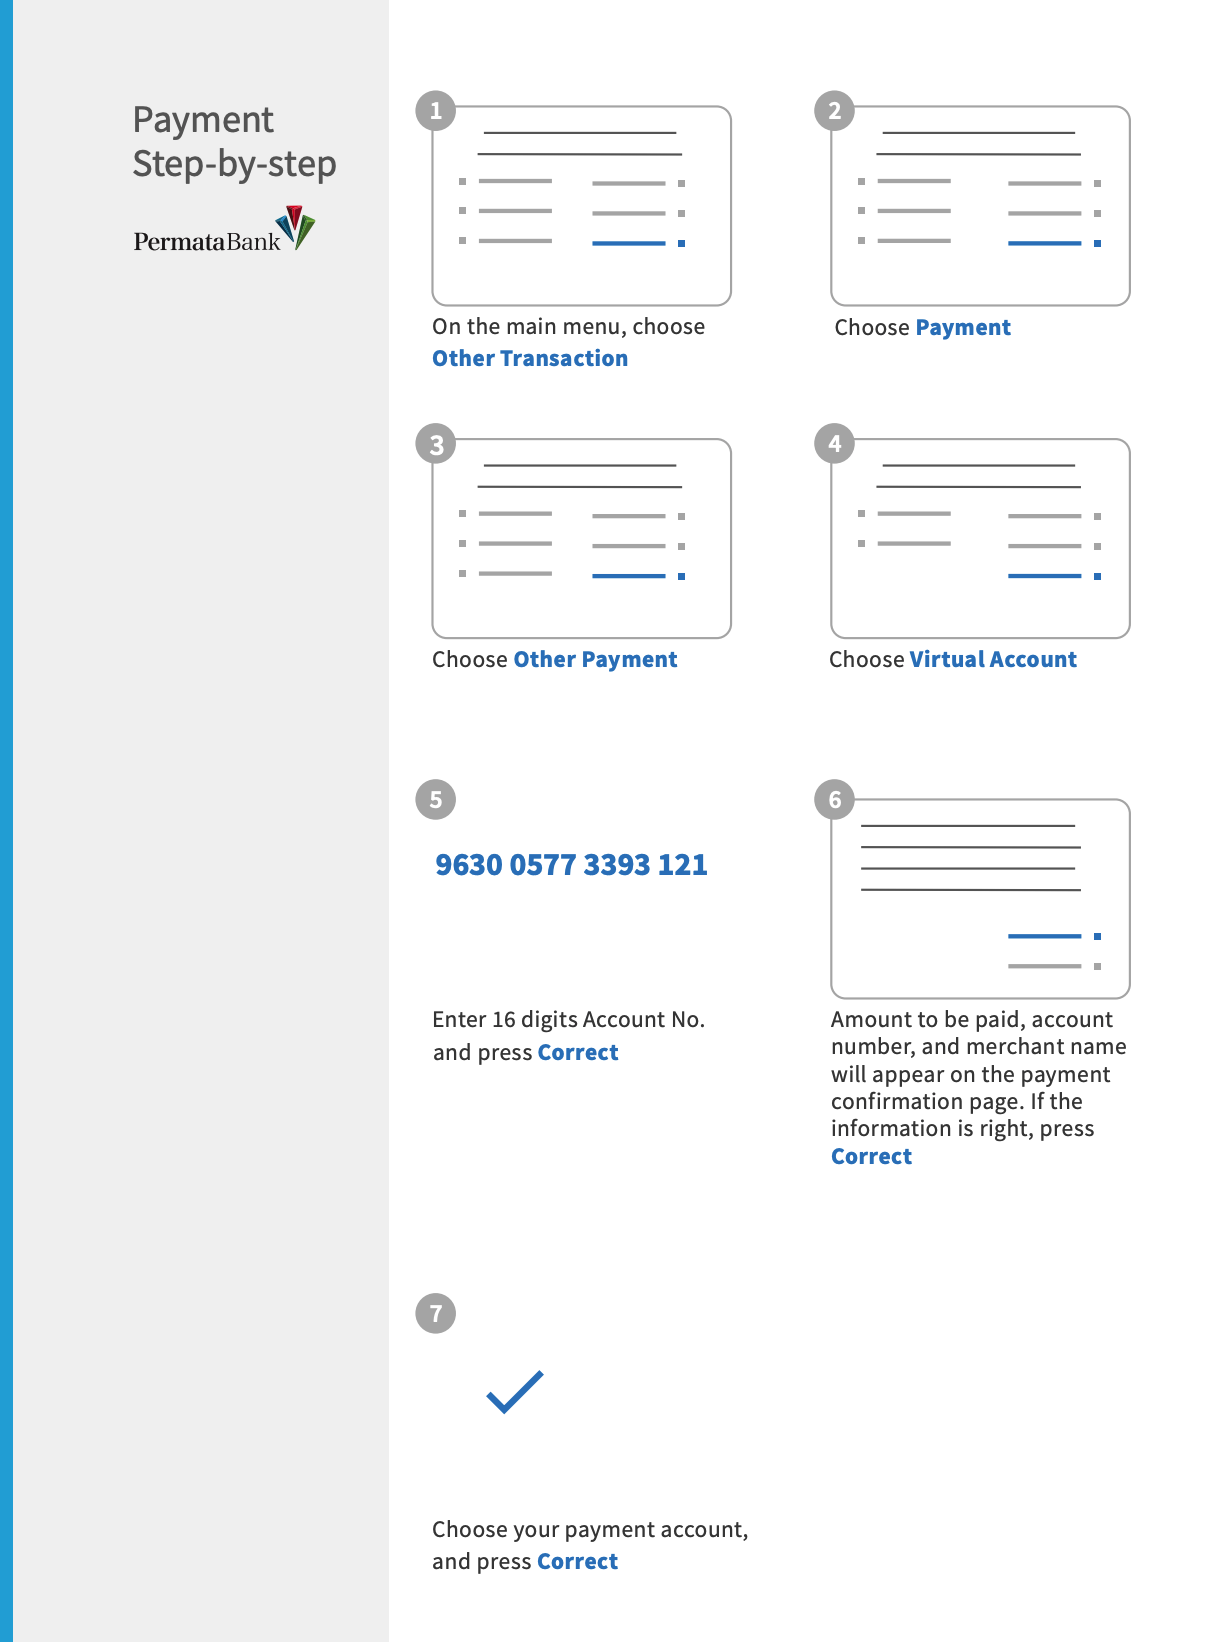 Payment
Step-by-step
PermataBank
1
On the main menu, choose
Other Transaction
2
Choose Payment
3
Choose Other Payment
4
Choose Virtual Account
5
9630 0577 3393 121
Enter 16 digits Account No.
and press Correct
6
Amount to be paid, account
number, and merchant name
will appear on the payment
confirmation page. If the
information is right, press
Correct
7
Choose your payment account,
and press Correct